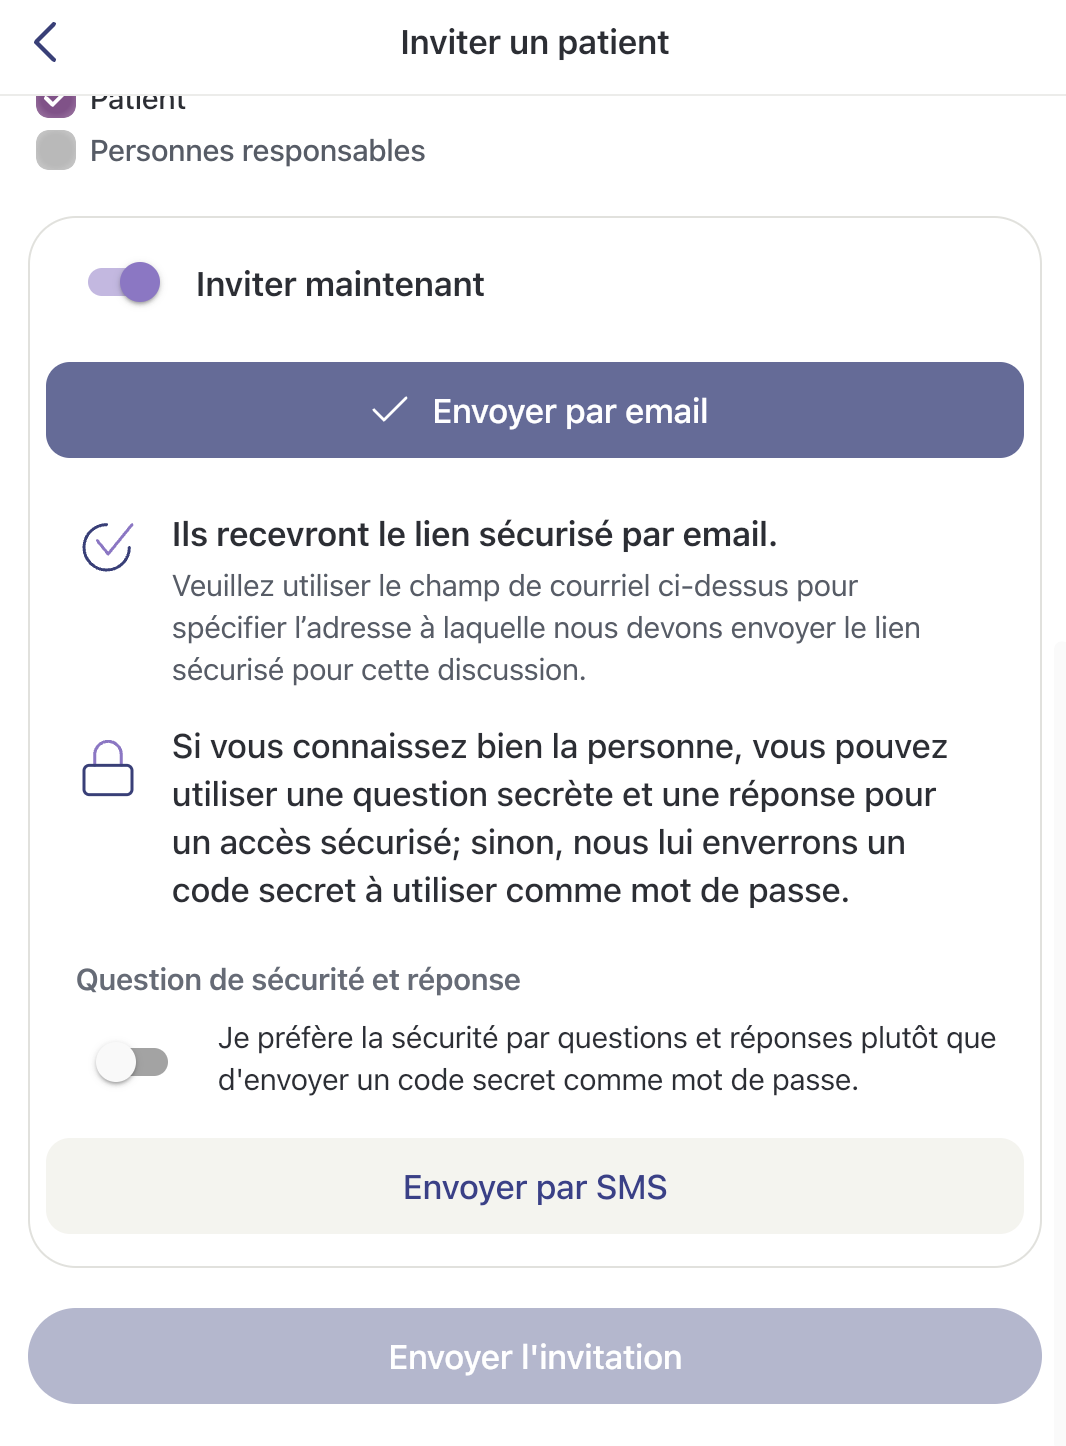 Inviter un patient
Patient
Personnes responsables
Inviter maintenant
Envoyer par email
Ils recevront le lien sécurisé par email.
Veuillez utiliser le champ de courriel ci-dessus pour
spécifier l’adresse à laquelle nous devons envoyer le lien
sécurisé pour cette discussion.
Si vous connaissez bien la personne, vous pouvez
utiliser une question secrète et une réponse pour
un accès sécurisé; sinon, nous lui enverrons un
code secret à utiliser comme mot de passe.
Question de sécurité et réponse
Je préfère la sécurité par questions et réponses plutôt que
d'envoyer un code secret comme mot de passe.
Envoyer par SMS
Envoyer l'invitation